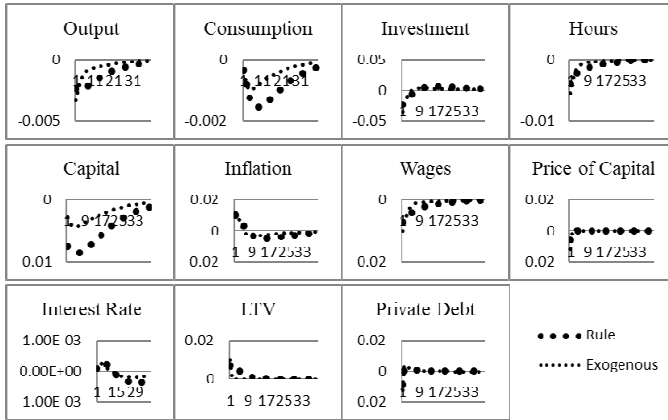 Output
0
1 11 21 31
-0.005
Consumption
0
1 11 21 31
-0.002
Investment
0.05
0
1 9 17 25 33
-0.05
Hours
0
1 9 17 25 33
-0.01
Capital
0
1 9 17 25 33
0.01
Inflation
0.02
0
1 9 17 25 33
0.02
Wages
0
1 9 17 25 33
0.02
Price of Capital
0.02
0
1 9 17 25 33
0.02
Interest Rate
1.00E 03
0.00E+00
1 15 29
1.00E 03
LTV
0.02
0
1 9 17 25 33
Private Debt
0.02
0
1 9 17 25 33
0.02
Rule
Exogenous